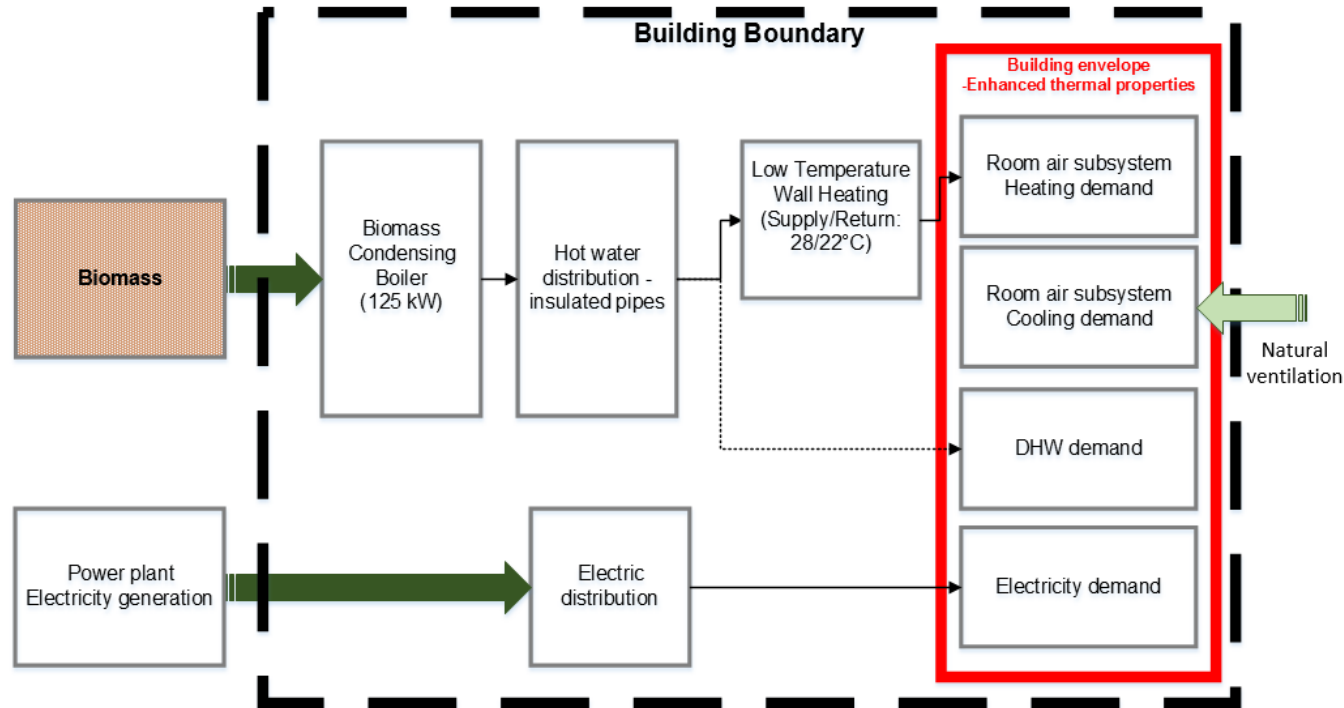 Building Boundary
Building envelope
-Enhanced thermal properties
Biomass
Biomass
Condensing
Boiler
(125 kW)
Hot water
distribution -
insulated pipes
Low Temperature
Wall Heating
(Supply/Return:
28/22°C)
Room air subsystem
Heating demand
Room air subsystem
Cooling demand
Natural
ventilation
DHW demand
Power plant
Electricity generation
Electric
distribution
Electricity demand